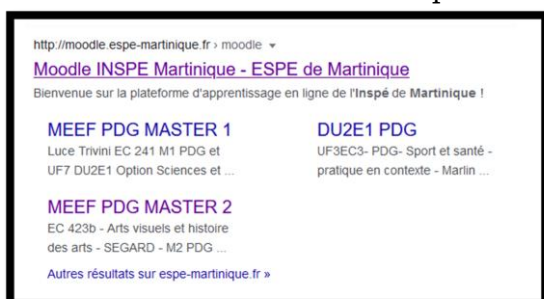 http://moodle.espe-martinique.fr › moodle
Moodle INSPE Martinique - ESPE de Martinique
Bienvenue sur la plateforme d'apprentissage en ligne de l'Inspé de Martinique !
MEEF PDG MASTER 1
Luce Trivini EC 241 M1 PDG et
UF7 DU2E1 Option Sciences et ...
DU2E1 PDG
UF3EC3- PDG- Sport et santé -
pratique en contexte - Marlin ...
MEEF PDG MASTER 2
EC 423b - Arts visuels et histoire
des arts - SEGARD - M2 PDG ...
Autres résultats sur espe-martinique.fr »